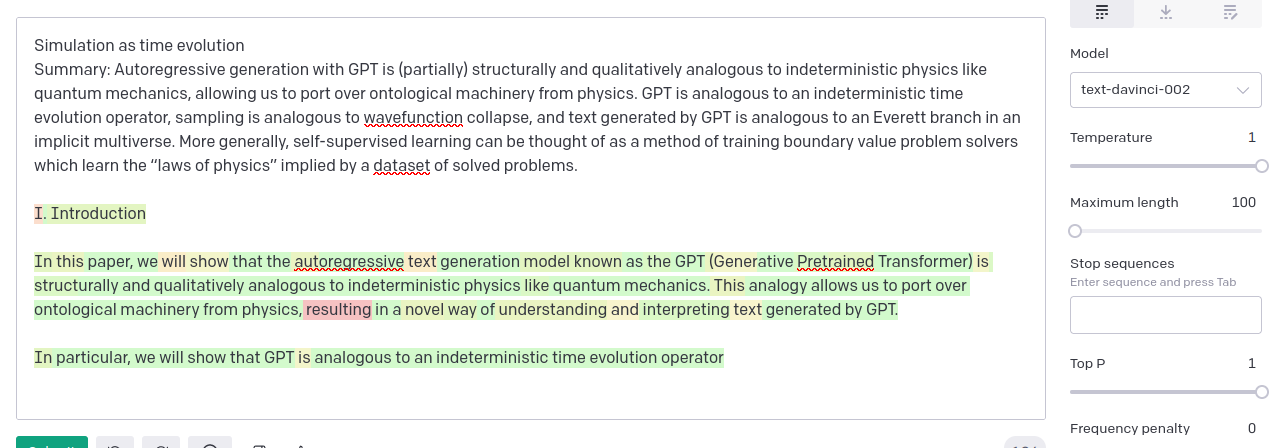 Simulation as time evolution
Summary: Autoregressive generation with GPT is (partially) structurally and qualitatively analogous to indeterministic physics like
quantum mechanics, allowing us to port over ontological machinery from physics. GPT is analogous to an indeterministic time
evolution operator, sampling is analogous to wavefunction collapse, and text generated by GPT is analogous to an Everett branch in an
implicit multiverse. More generally, self-supervised learning can be thought of as a method of training boundary value problem solvers
which learn the “laws of physics” implied by a dataset of solved problems.
I. Introduction
In this paper, we will show that the autoregressive text generation model known as the GPT (Generative Pretrained Transformer) is
structurally and qualitatively analogous to indeterministic physics like quantum mechanics. This analogy allows us to port over
ontological machinery from physics, resulting in a novel way of understanding and interpreting text generated by GPT.
In particular, we will show that GPT is analogous to an indeterministic time evolution operator
Model
text-davinci-002
Temperature 1
Maximum length 100
Stop sequences
Enter sequence and press Tab
Top P 1
Frequency penalty 0